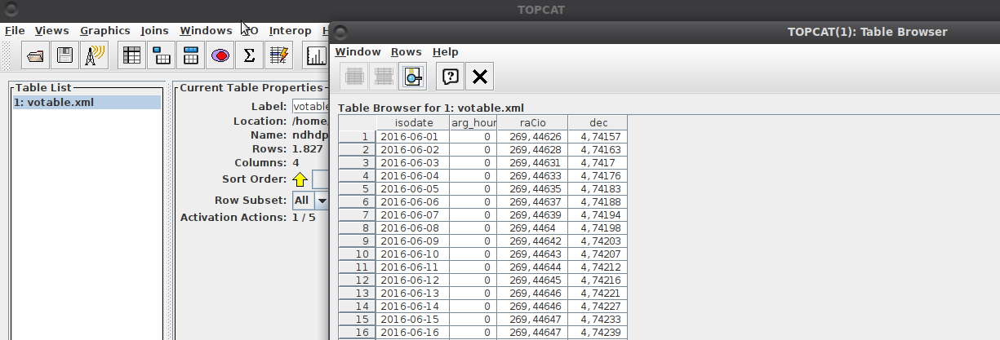 TOPCAT
File Views Graphics Joins Windows Interop
Table List
1: votable.xml
Current Table Properties
Label:
Location: /home/
Name: ndhdp
Rows: 1.827
Columns: 4
Sort Order:
Row Subset: All
Activation Actions: 1 / 5
TOPCAT(1): Table Browser
Window Rows Help
Table Browser for 1: votable.xml
isodate arg_hour raCio dec
1 2016-06-01 0 269,44626 4,74157
2 2016-06-02 0 269,44628 4,74163
3 2016-06-03 0 269,44631 4,7417
4 2016-06-04 0 269,44633 4,74176
5 2016-06-05 0 269,44635 4,74183
6 2016-06-06 0 269,44637 4,74188
7 2016-06-07 0 269,44639 4,74194
8 2016-06-08 0 269,4464 4,74198
9 2016-06-09 0 269,44642 4,74203
10 2016-06-10 0 269,44643 4,74207
11 2016-06-11 0 269,44644 4,74212
12 2016-06-12 0 269,44645 4,74216
13 2016-06-13 0 269,44646 4,74221
14 2016-06-14 0 269,44646 4,74227
15 2016-06-15 0 269,44647 4,74233
16 2016-06-16 0 269,44647 4,74239